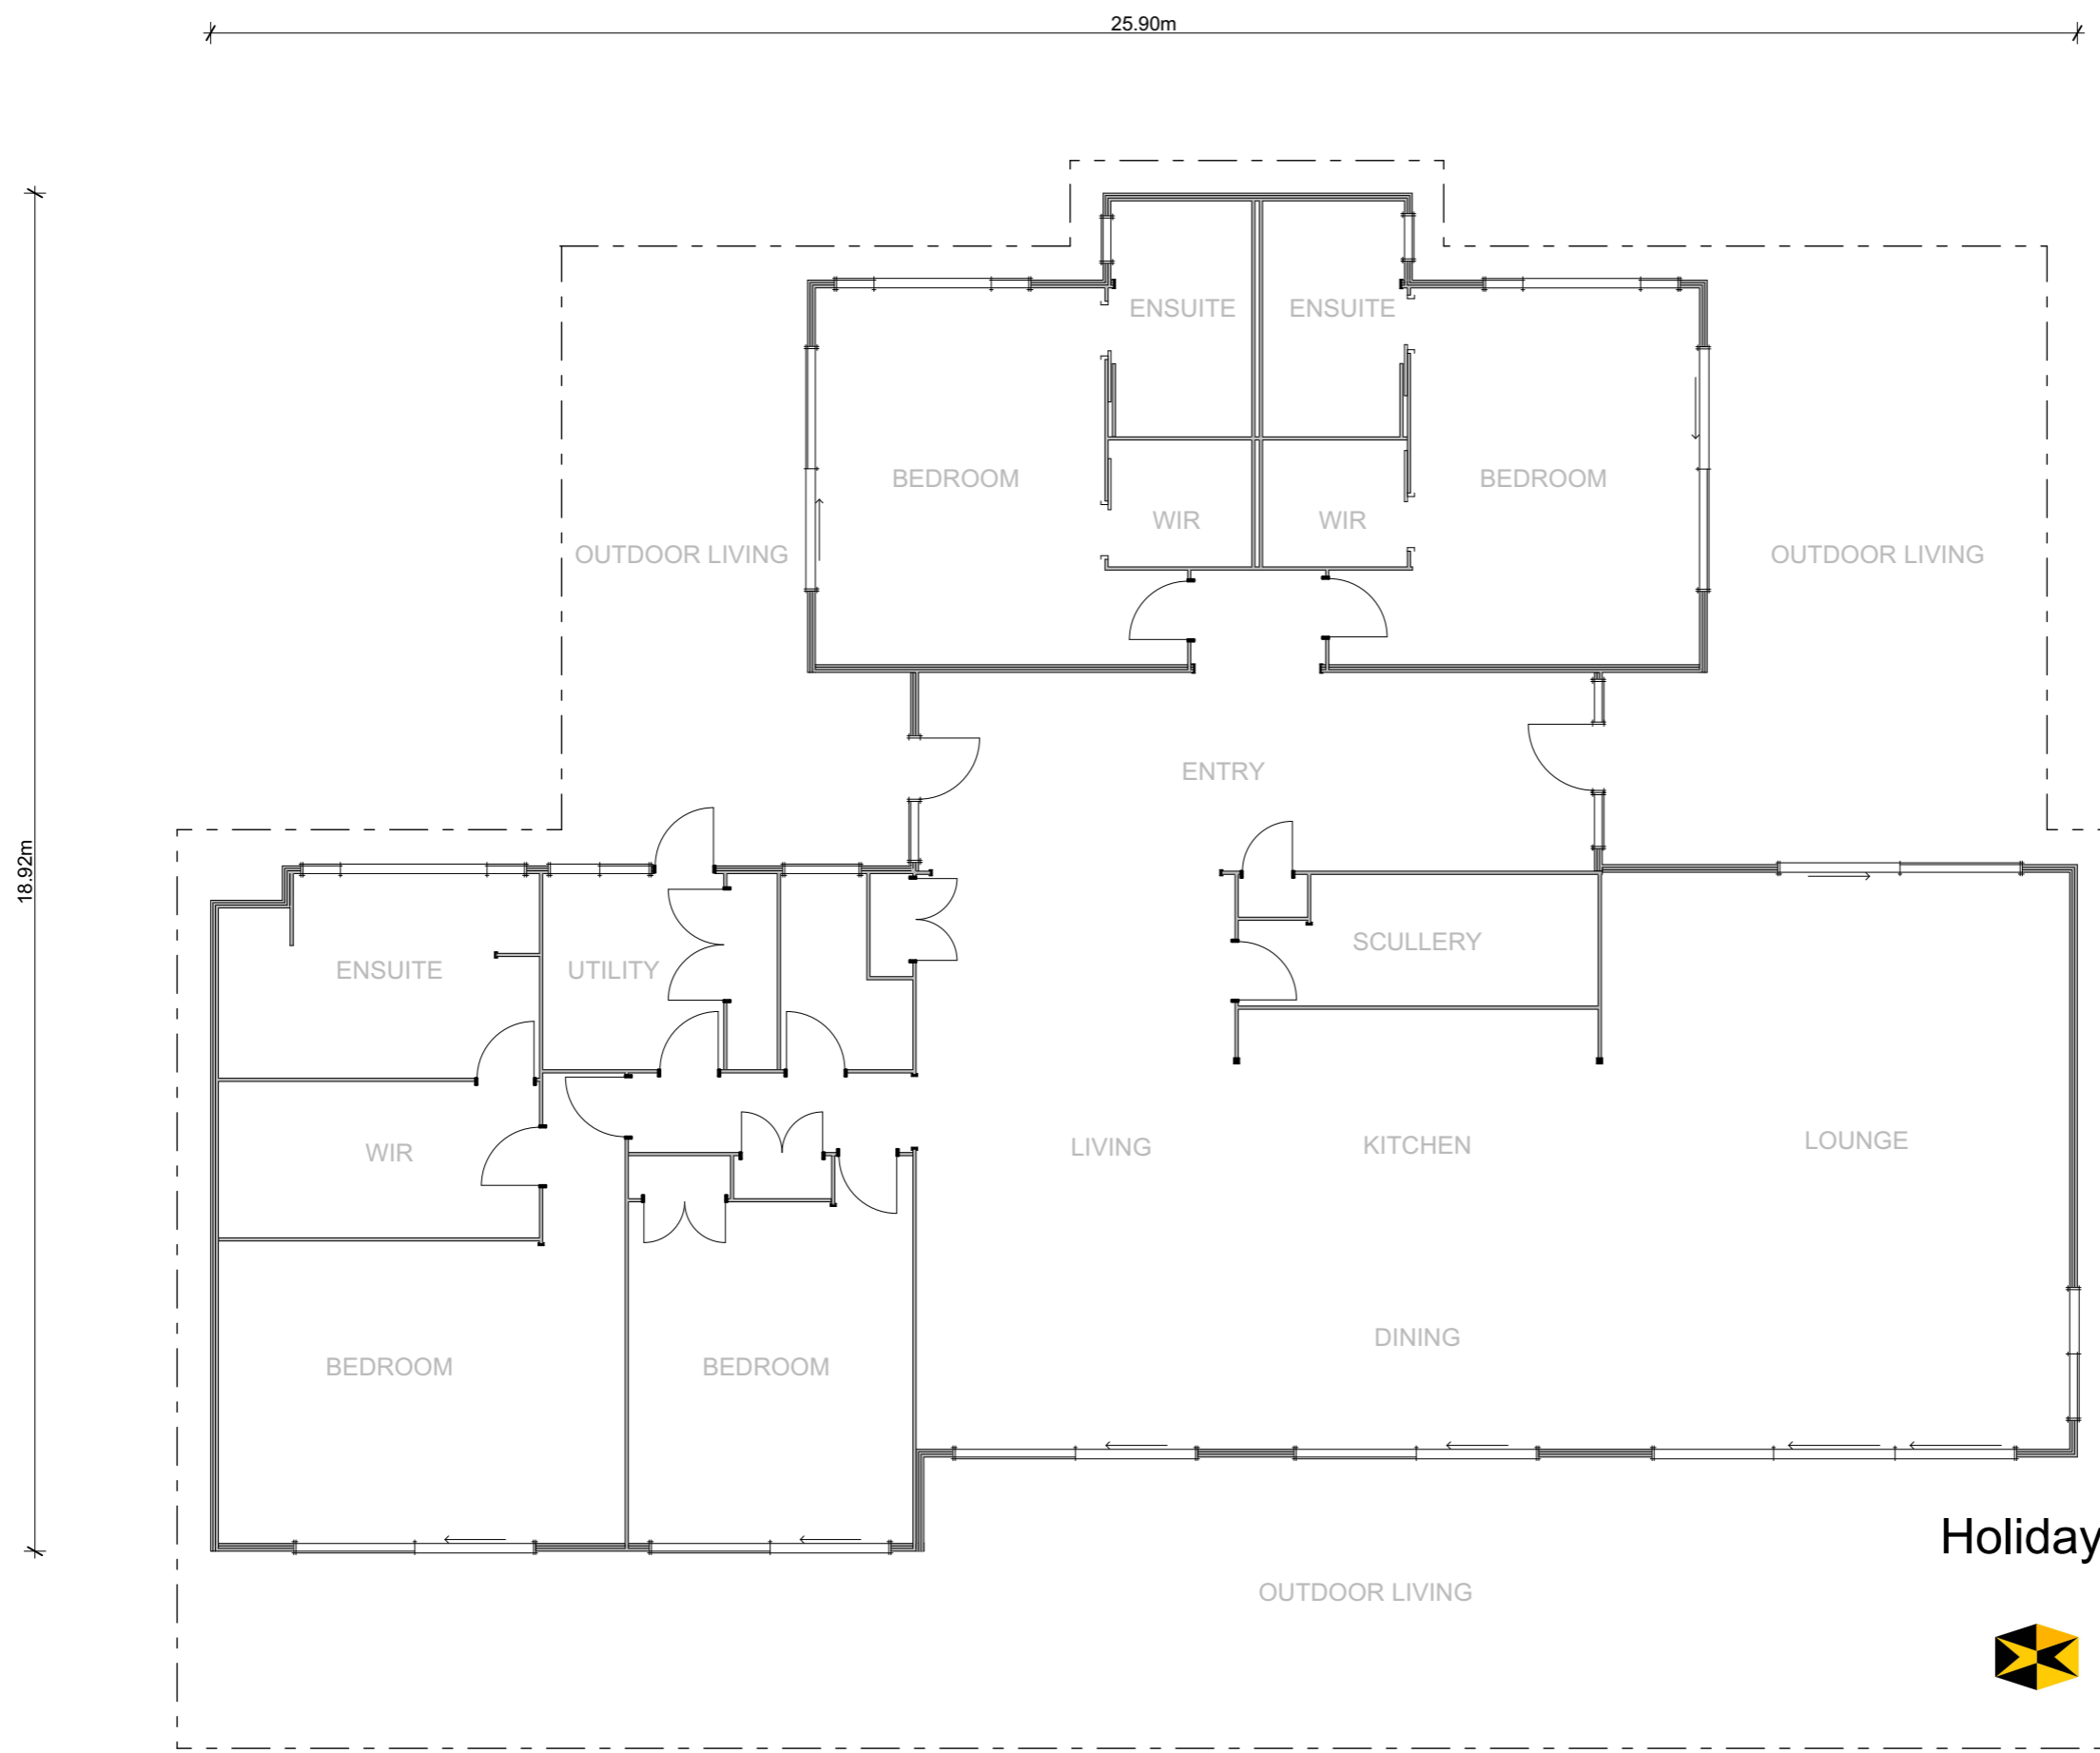 25.90m
ENSUITE
ENSUITE
BEDROOM
BEDROOM
WIR
WIR
OUTDOOR LIVING
OUTDOOR LIVING
ENTRY
18.92m
SCULLERY
ENSUITE
UTILITY
WIR
LIVING
KITCHEN
LOUNGE
DINING
BEDROOM
BEDROOM
Holiday
OUTDOOR LIVING